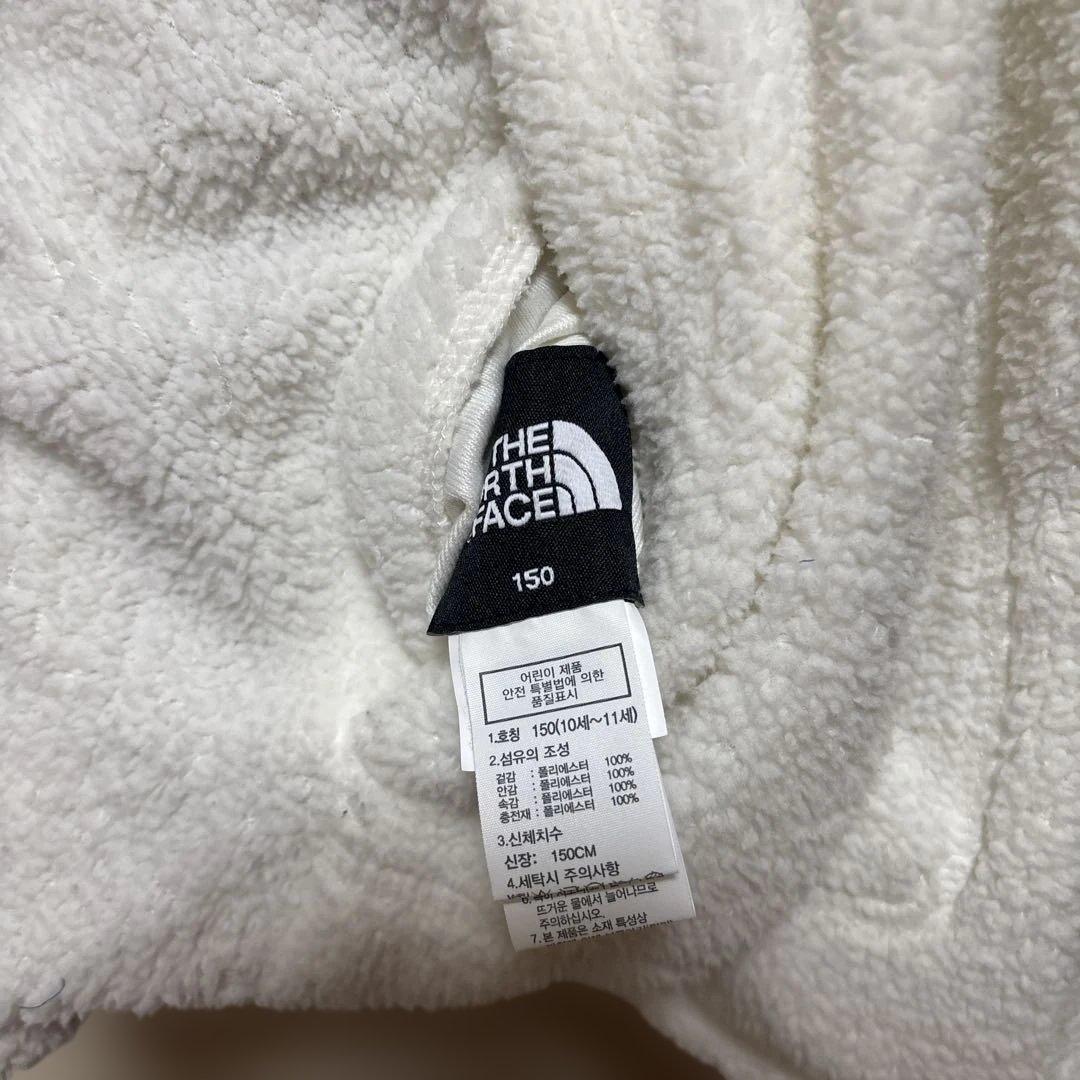 THE
RTH
FACE
150
어린이 제품
안전 특별법에 의한
품질표시
1.호칭 150(10세~11세)
2.섬유의 조성
겉감 : 폴리에스터 100%
안감 : 폴리에스터 100%
속감 : 폴리에스터 100%
충전재 : 폴리에스터 100%
3.신체치수
신장: 150CM
4.세탁시 주의사항
뜨거운 물에서 늘어나므로
주의하십시오.
7.본 제품은 소재 특성상